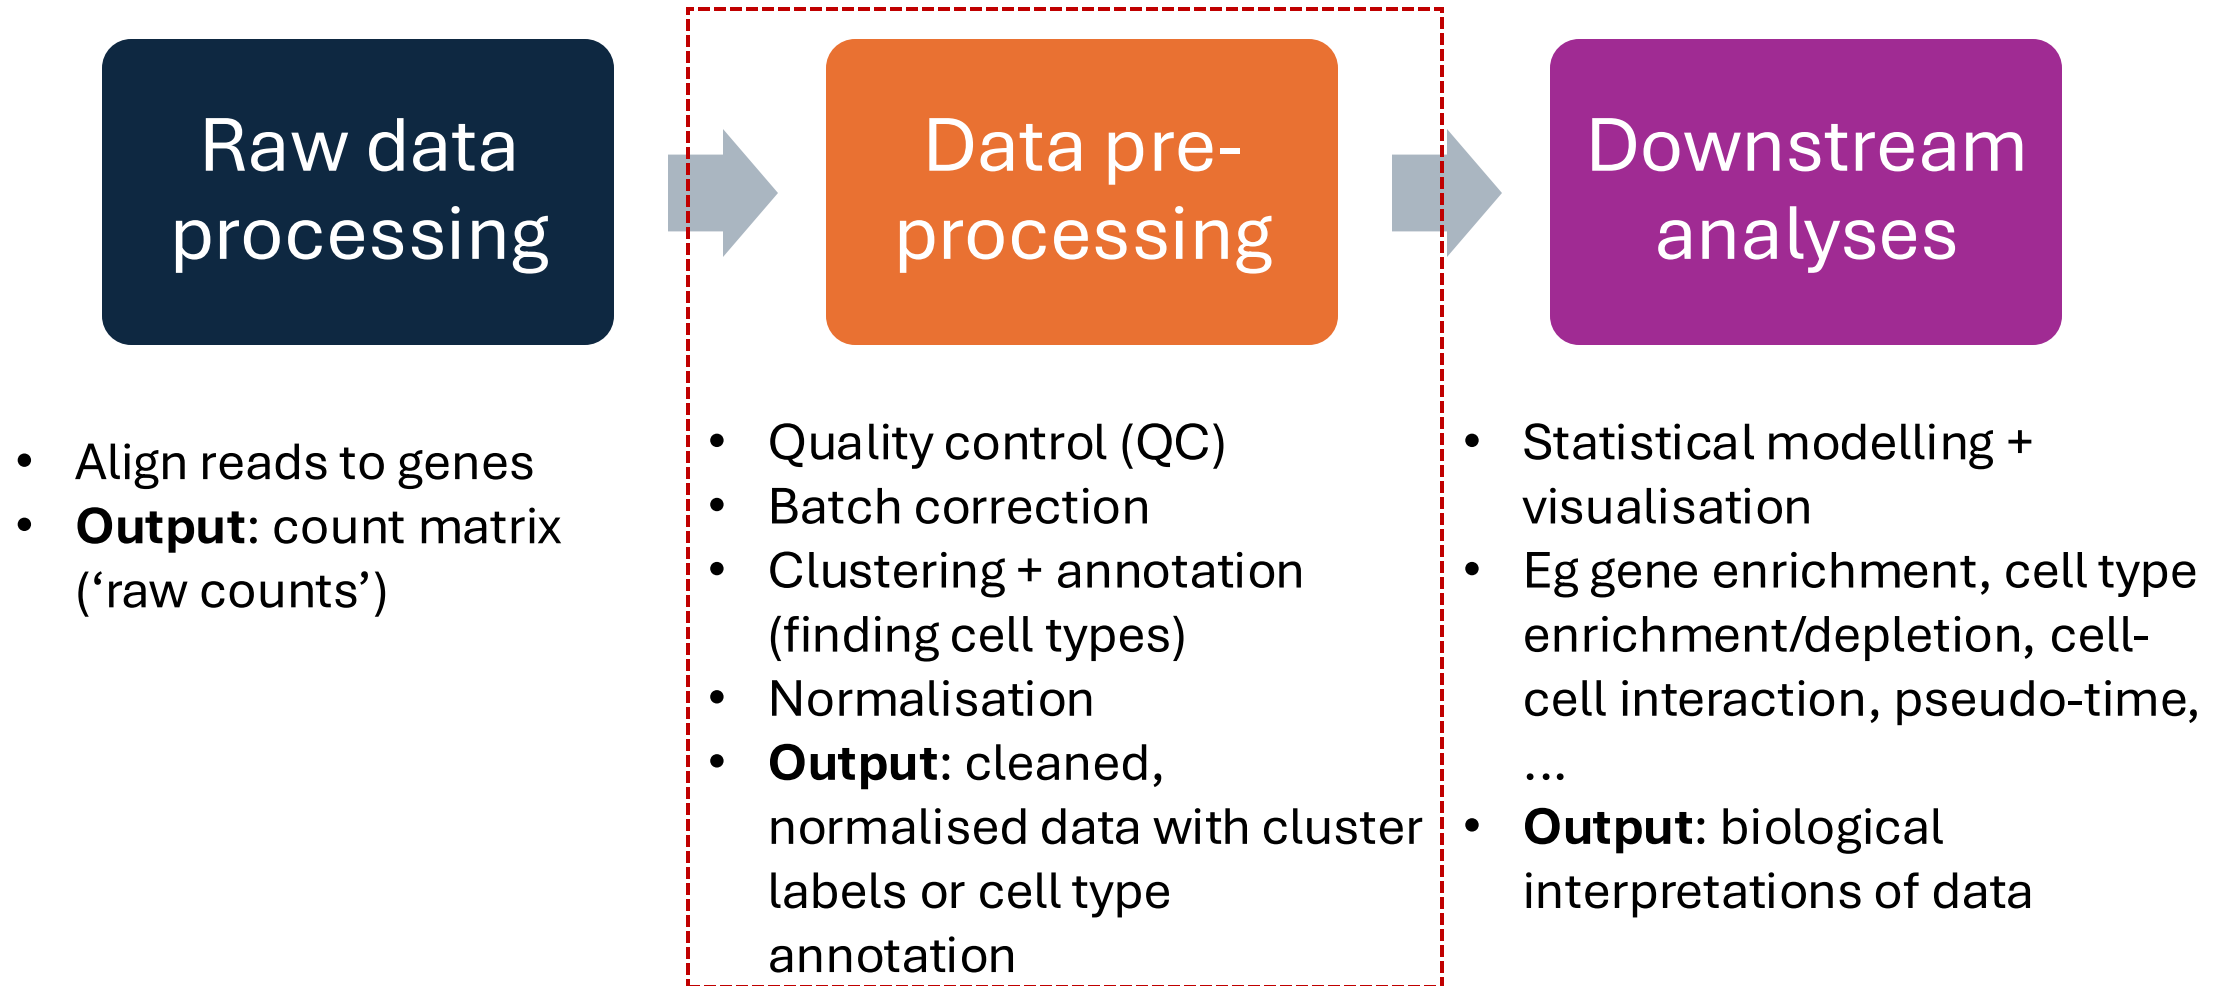 Raw data
processing
Data pre-
processing
Downstream
analyses
• Align reads to genes
• Output: count matrix
(‘raw counts’)
• Quality control (QC)
• Batch correction
• Clustering + annotation
(finding cell types)
• Normalisation
• Output: cleaned,
normalised data with cluster
labels or cell type
annotation
• Statistical modelling +
visualisation
• Eg gene enrichment, cell type
enrichment/depletion, cell-
cell interaction, pseudo-time,
...
• Output: biological
interpretations of data